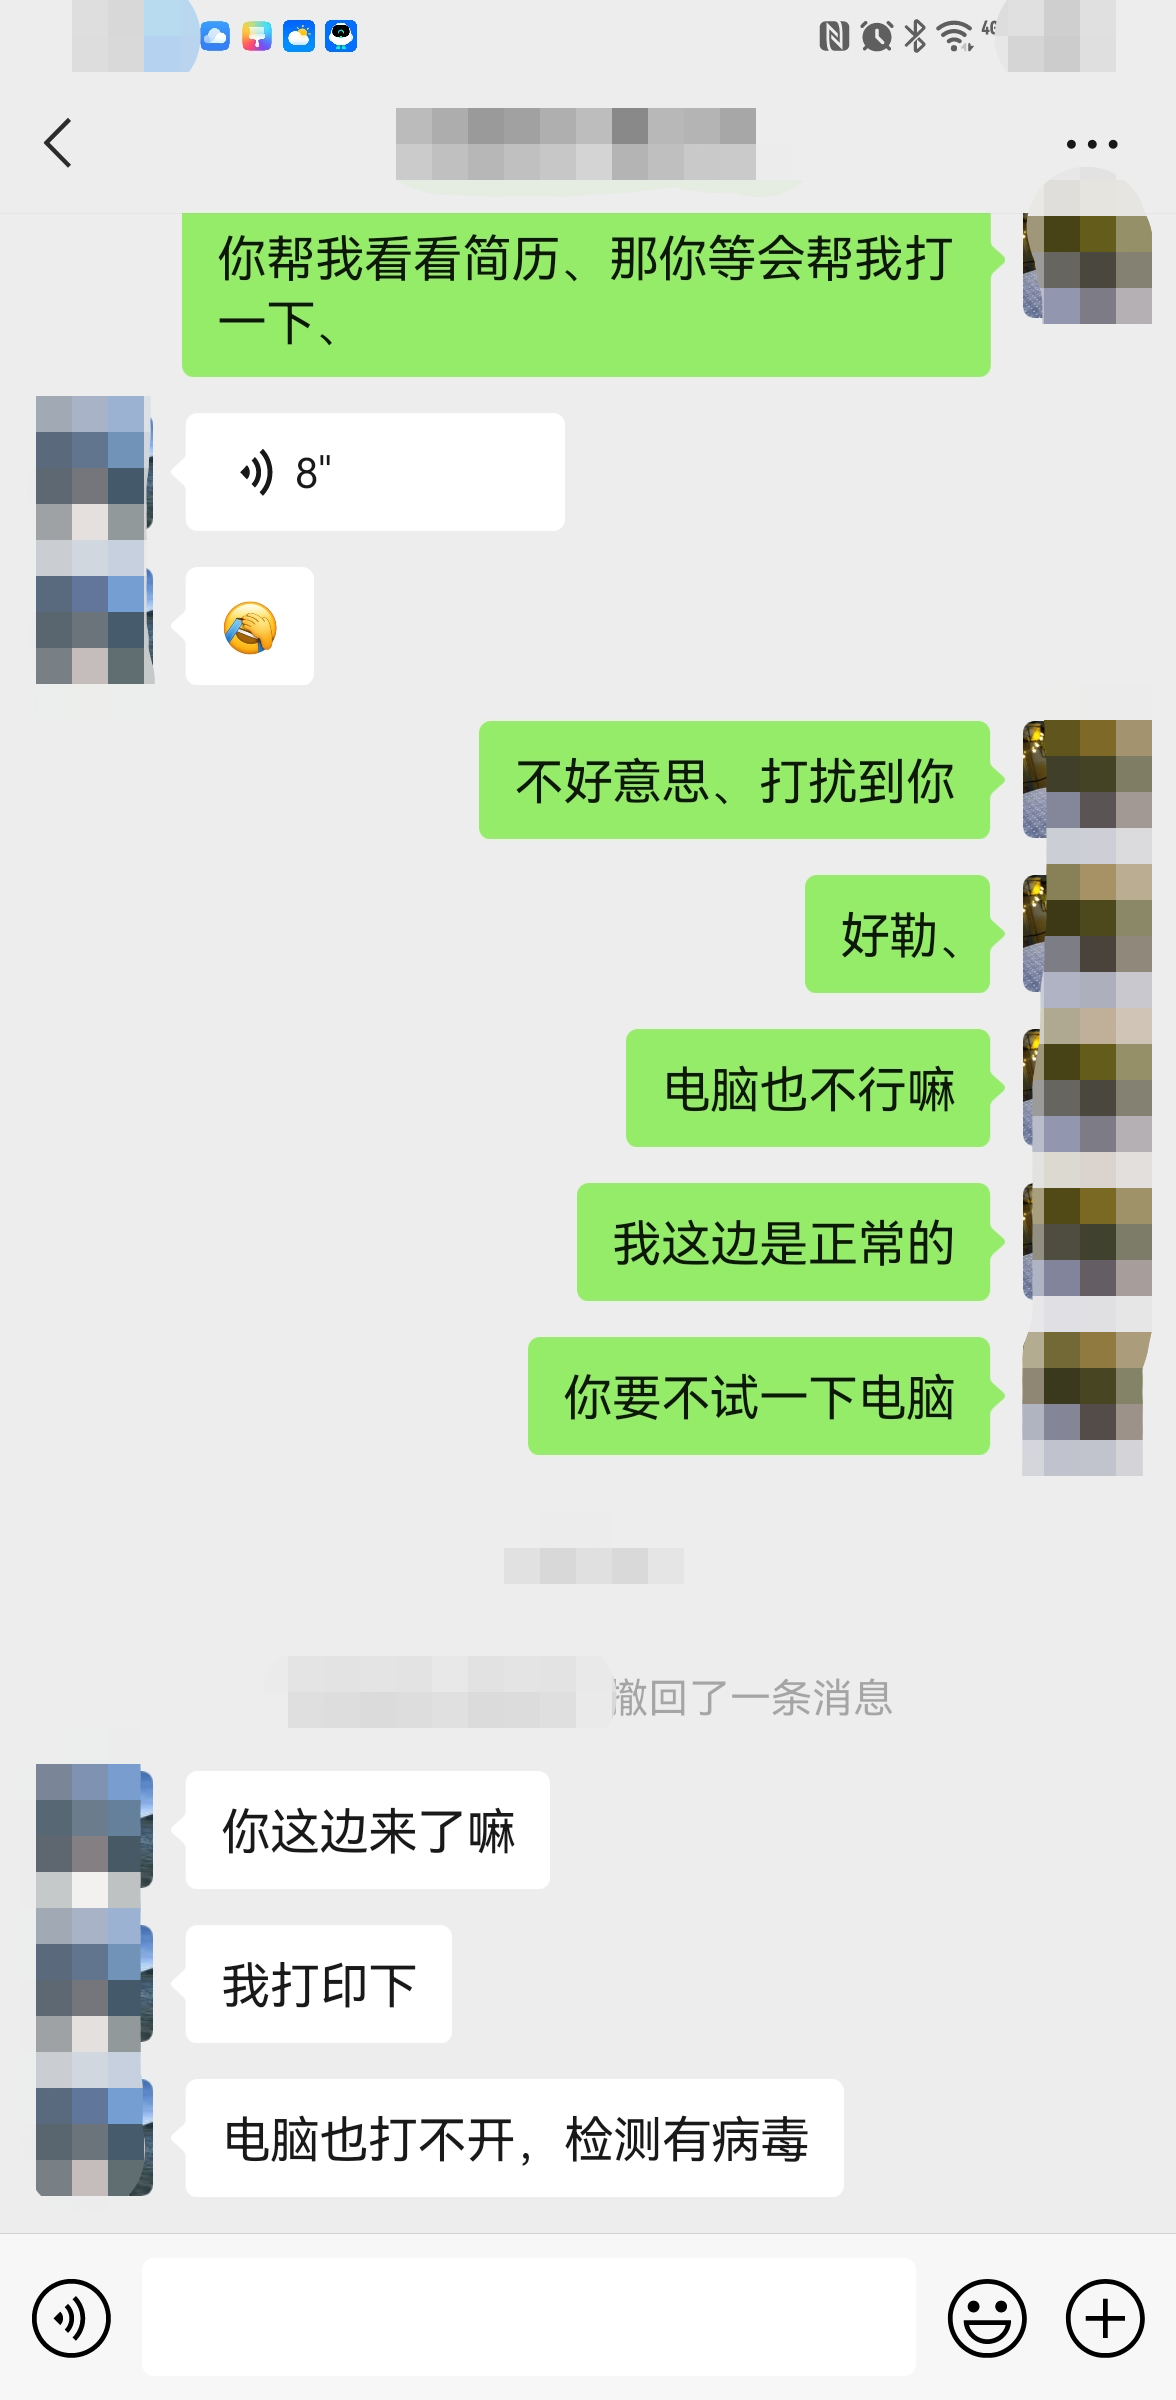 你帮我看看简历、那你等会帮我打
一下、
8"
不好意思、打扰到你
好勒、
电脑也不行嘛
我这边是正常的
你要不试一下电脑
撤回了一条消息
你这边来了嘛
我打印下
电脑也打不开，检测有病毒